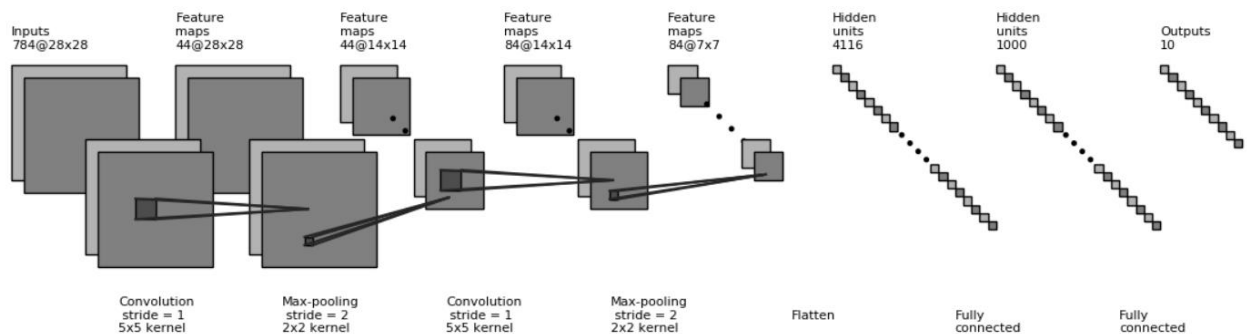 Inputs
784@28x28
Feature
maps
44@28x28
Feature
maps
44@14x14
Feature
maps
84@14x14
Feature
maps
84@7x7
Hidden
units
4116
Hidden
units
1000
Outputs
10
Convolution
stride = 1
5x5 kernel
Max-pooling
stride = 2
2x2 kernel
Convolution
stride = 1
5x5 kernel
Max-pooling
stride = 2
2x2 kernel
Flatten
Fully
connected
Fully
connected